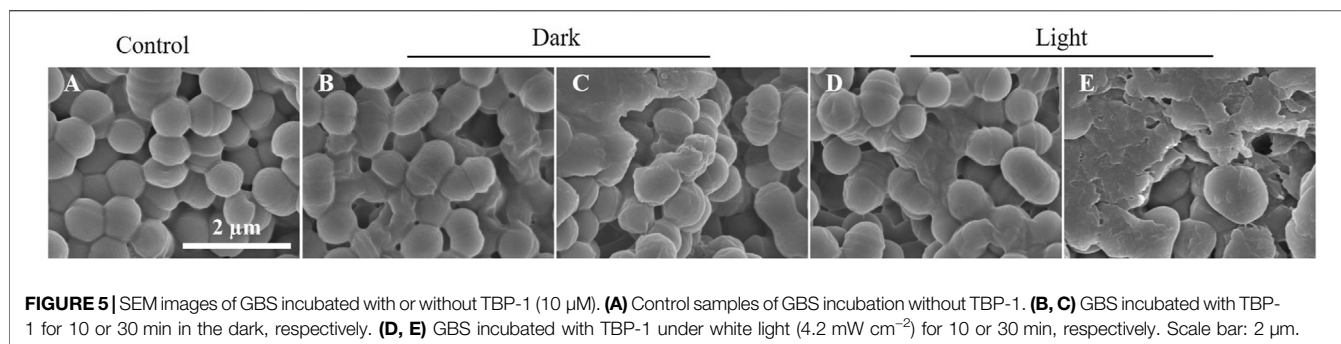 Control
Dark
Light
A
B
C
D
E
2 µm
FIGURE 5 | SEM images of GBS incubated with or without TBP-1 (10 µM). (A) Control samples of GBS incubation without TBP-1. (B, C) GBS incubated with TBP-
1 for 10 or 30 min in the dark, respectively. (D, E) GBS incubated with TBP-1 under white light (4.2 mW cm⁻²) for 10 or 30 min, respectively. Scale bar: 2 µm.